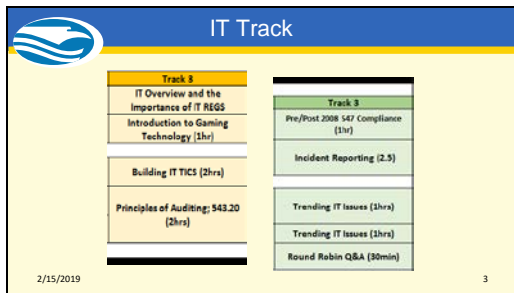 IT Track
Track 3
IT Overview and the
Importance of IT REGS
Introduction to Gaming
Technology (1hr)
Building IT TICS (2hrs)
Principles of Auditing; 543.20
(2hrs)
Track 3
Pre/Post 2008 547 Compliance
(1hr)
Incident Reporting (2.5)
Trending IT Issues (1hrs)
Trending IT Issues (1hrs)
Round Robin Q&A (30min)
2/15/2019
3